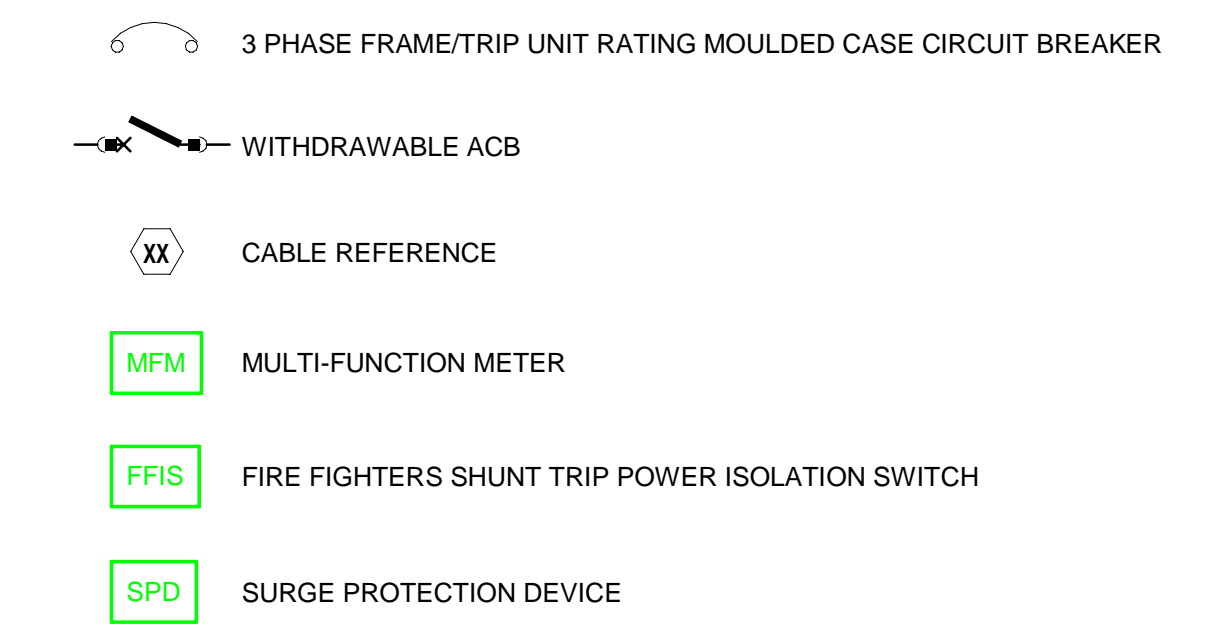 3 PHASE FRAME/TRIP UNIT RATING MOULDED CASE CIRCUIT BREAKER
WITHDRAWABLE ACB
XX CABLE REFERENCE
MFM MULTI-FUNCTION METER
FFIS FIRE FIGHTERS SHUNT TRIP POWER ISOLATION SWITCH
SPD SURGE PROTECTION DEVICE